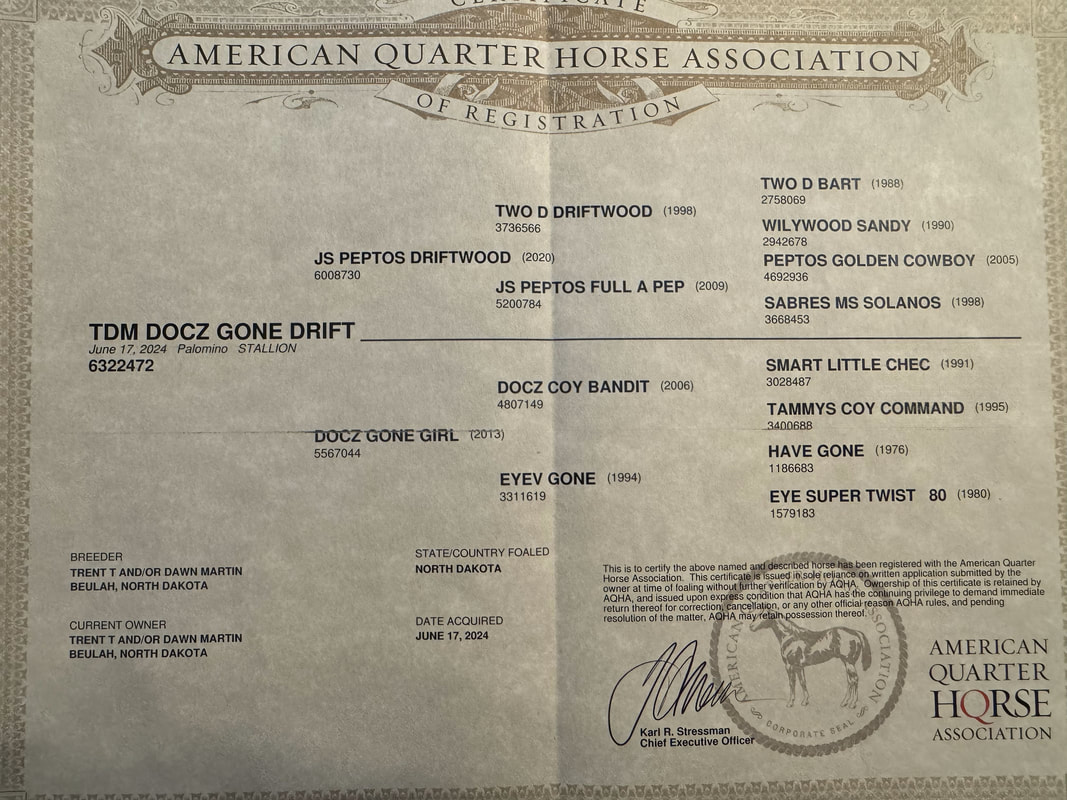 CERTIFICATE
AMERICAN QUARTER HORSE ASSOCIATION
OF REGISTRATION
TWO D BART (1988)
2758069
TWO D DRIFTWOOD (1998)
3736566
WILYWOOD SANDY (1990)
2942678
JS PEPTOS DRIFTWOOD (2020)
6008730
PEPTOS GOLDEN COWBOY (2005)
4692936
JS PEPTOS FULL A PEP (2009)
5200784
SABRES MS SOLANOS (1998)
3668453
TDM DOCZ GONE DRIFT
June 17, 2024 Palomino STALLION
6322472
SMART LITTLE CHEC (1991)
3028487
DOCZ COY BANDIT (2006)
4807149
TAMMYS COY COMMAND (1995)
3400688
DOCZ GONE GIRL (2013)
5567044
HAVE GONE (1976)
1186683
EYEV GONE (1994)
3311619
EYE SUPER TWIST 80 (1980)
1579183
BREEDER
TRENT T AND/OR DAWN MARTIN
BEULAH, NORTH DAKOTA
STATE/COUNTRY FOALED
NORTH DAKOTA
CURRENT OWNER
TRENT T AND/OR DAWN MARTIN
BEULAH, NORTH DAKOTA
DATE ACQUIRED
JUNE 17, 2024
This is to certify the above named and described horse has been registered with the American Quarter
Horse Association. This certificate is issued in sole reliance on written application submitted by the
owner at time of foaling without further verification by AQHA. Ownership of this certificate is retained by
AQHA, and issued upon express condition that AQHA has the continuing privilege to demand immediate
return thereof for correction, cancellation, or any other official reason AQHA rules, and pending
resolution of the matter, AQHA may retain possession thereof.
Karl R. Stressman
Chief Executive Officer
CORPORATE SEAL
AMERICAN
QUARTER
HORSE
ASSOCIATION